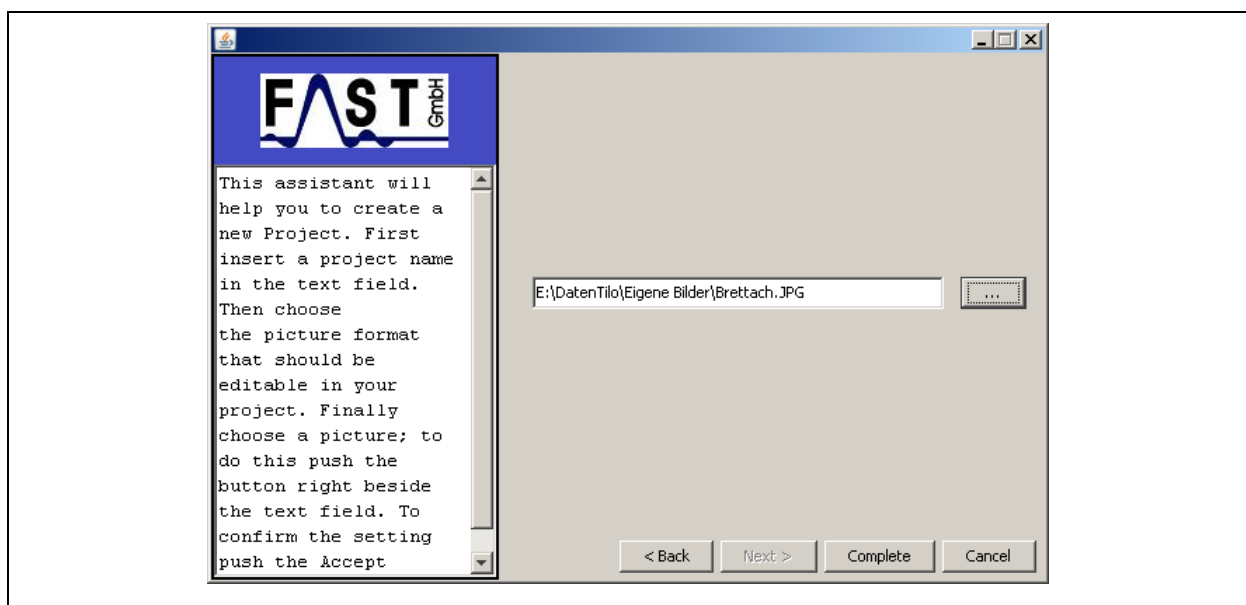 FAST GmbH
This assistant will
help you to create a
new Project. First
insert a project name
in the text field.
Then choose
the picture format
that should be
editable in your
project. Finally
choose a picture; to
do this push the
button right beside
the text field. To
confirm the setting
push the Accept
E:\DatenTilo\Eigene Bilder\Brettach.JPG
...
< Back Next > Complete Cancel